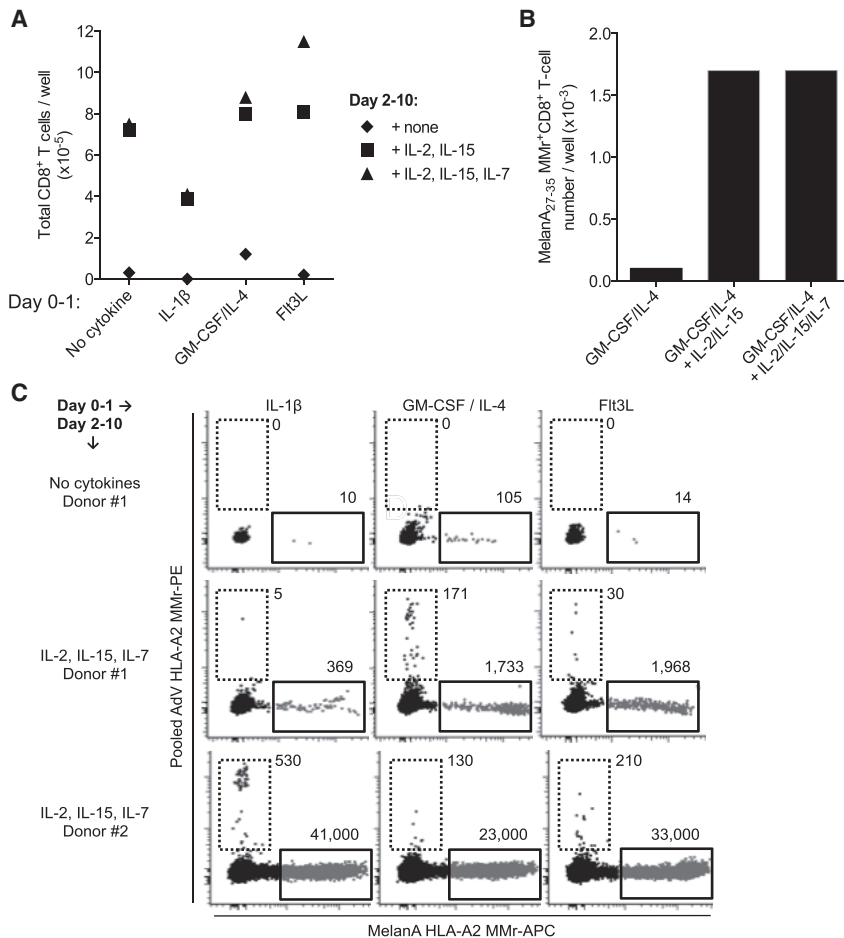 A
Total CD8+ T cells / well
(x10-5)
12
10
8
6
4
2
0
Day 0-1:
No cytokine
IL-1β
GM-CSF/IL-4
Flt3L
Day 2-10:
+ none
+ IL-2, IL-15
+ IL-2, IL-15, IL-7
B
MelanA27-35 MMr+CD8+ T-cell
number / well (x10-3)
2.0
1.5
1.0
0.5
0.0
GM-CSF/IL-4
GM-CSF/IL-4
+ IL-2/IL-15
GM-CSF/IL-4
+ IL-2/IL-15/IL-7
C
Day 0-1 →
Day 2-10
↓
IL-1β
GM-CSF / IL-4
Flt3L
Pooled AdV HLA-A2 MMr-PE
No cytokines
Donor #1
0
10
0
105
0
14
IL-2, IL-15, IL-7
Donor #1
5
369
171
1,733
30
1,968
IL-2, IL-15, IL-7
Donor #2
530
41,000
130
23,000
210
33,000
MelanA HLA-A2 MMr-APC